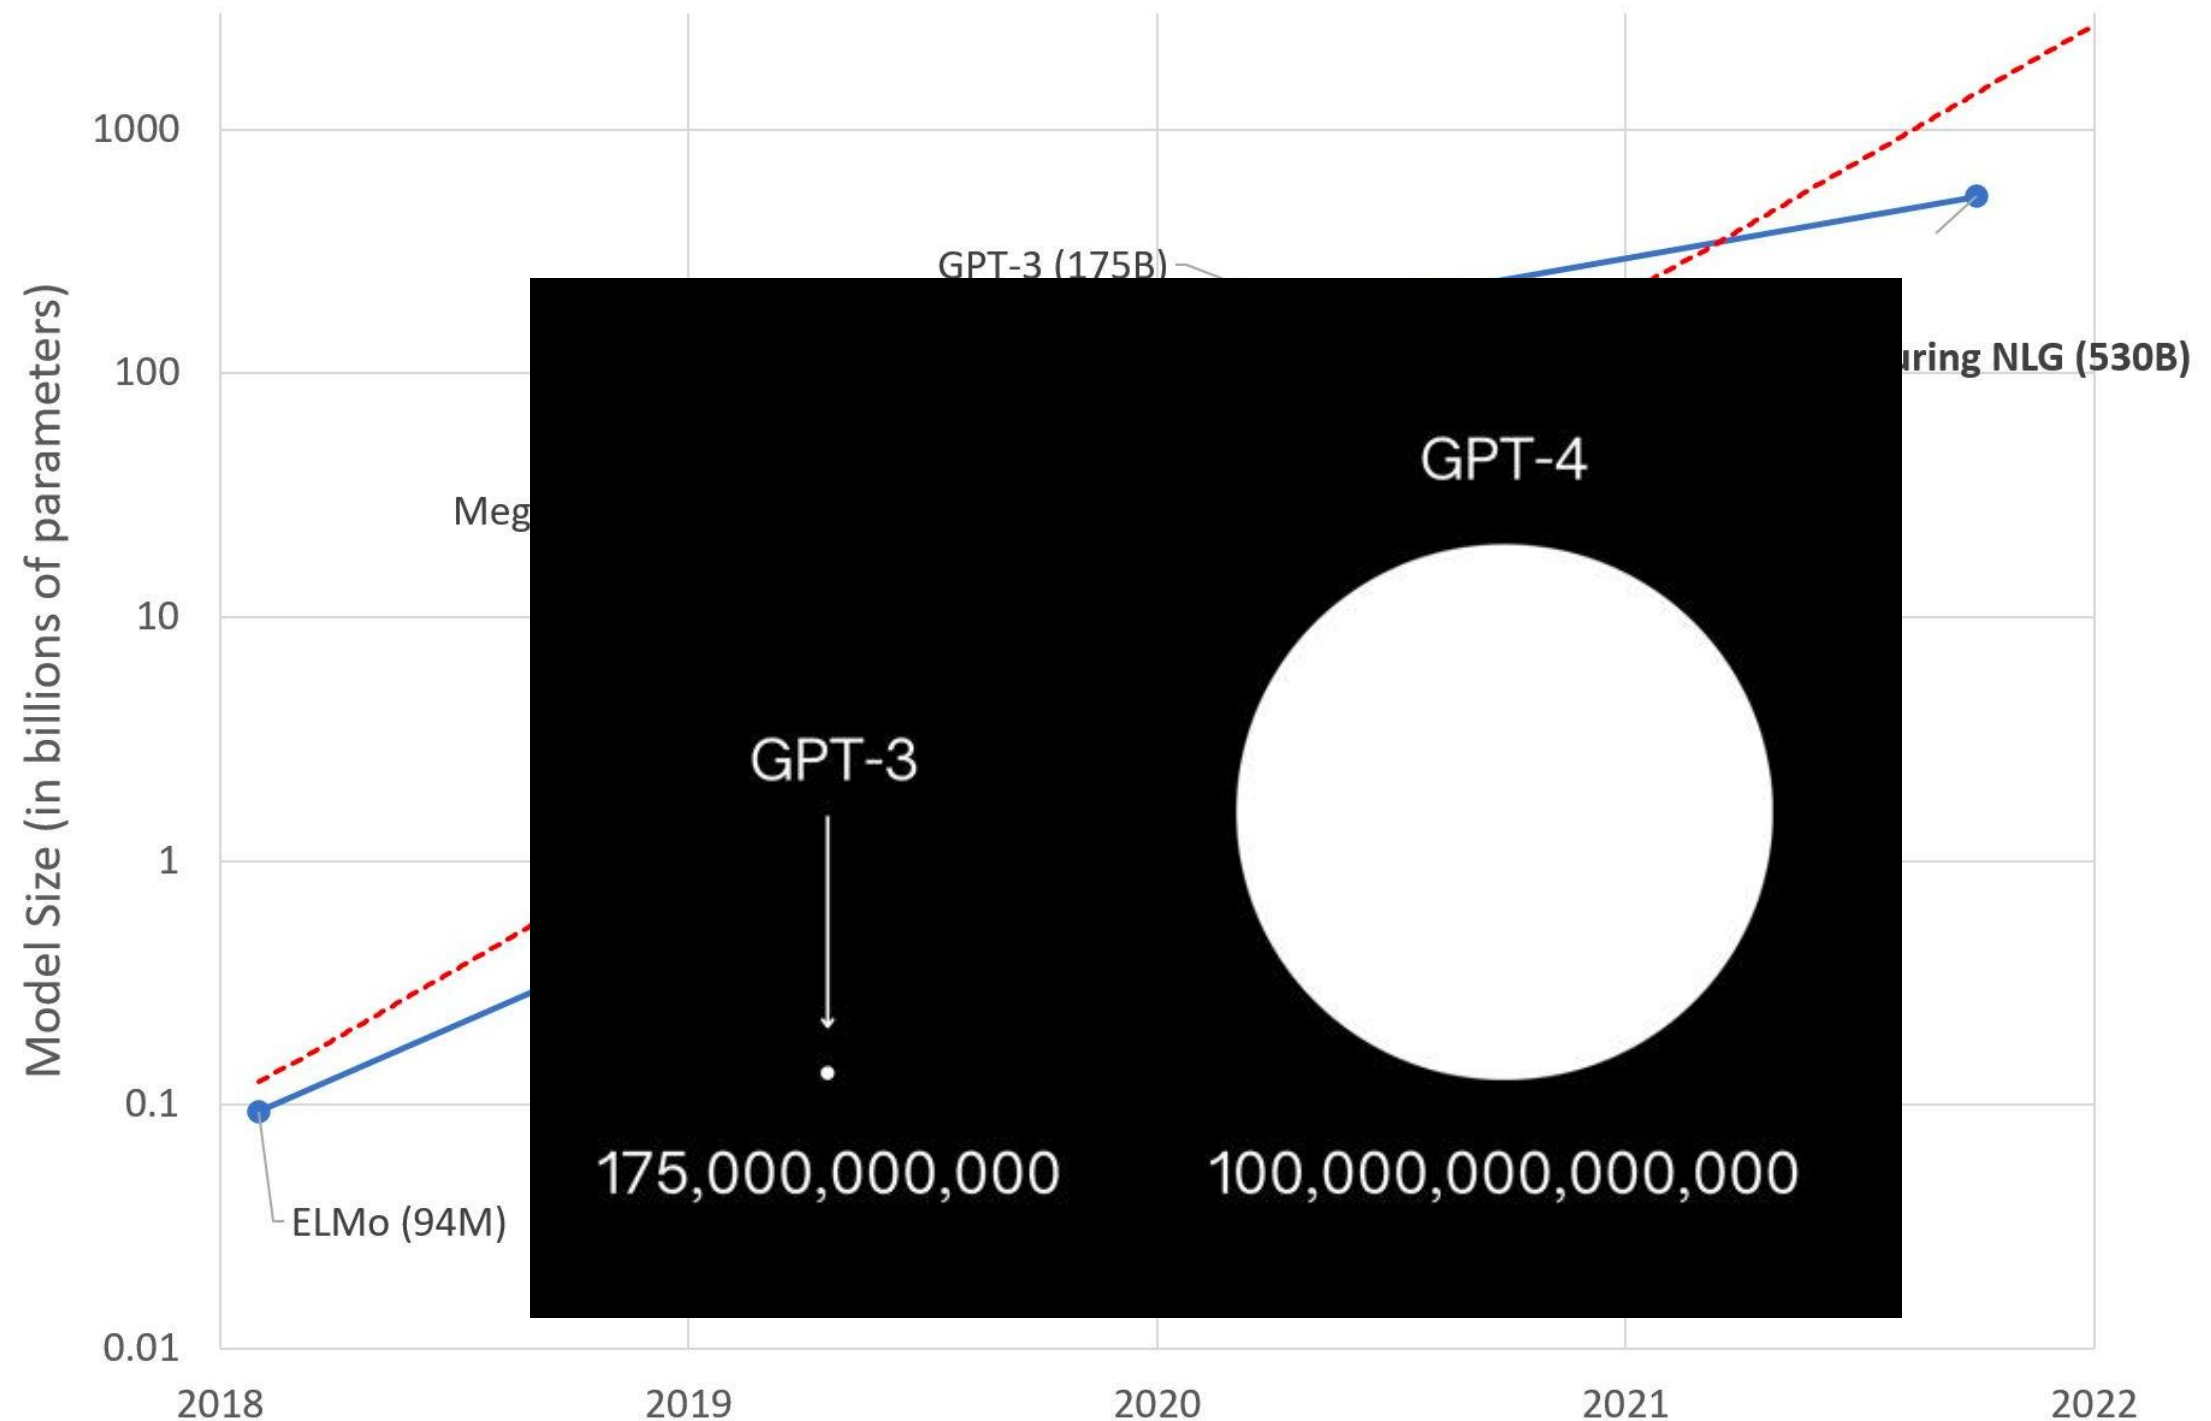 1000
GPT-3 (175B)
Model Size (in billions of parameters)
100
uring NLG (530B)
GPT-4
Meg
10
GPT-3
1
0.1
175,000,000,000
100,000,000,000,000
ELMo (94M)
0.01
2018
2019
2020
2021
2022